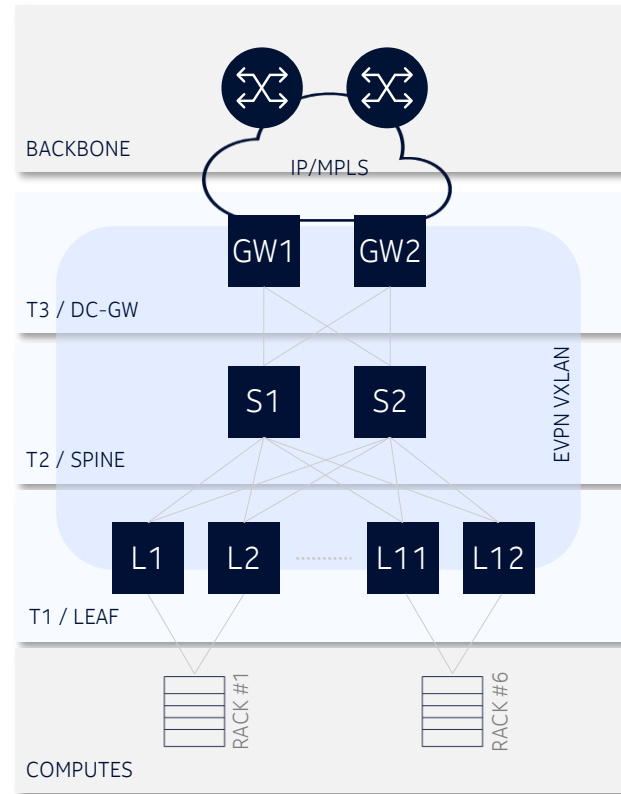 BACKBONE
IP/MPLS
GW1
GW2
T3 / DC-GW
S1
S2
EVPN VXLAN
T2 / SPINE
L1
L2
L11
L12
T1 / LEAF
RACK #1
RACK #6
COMPUTES